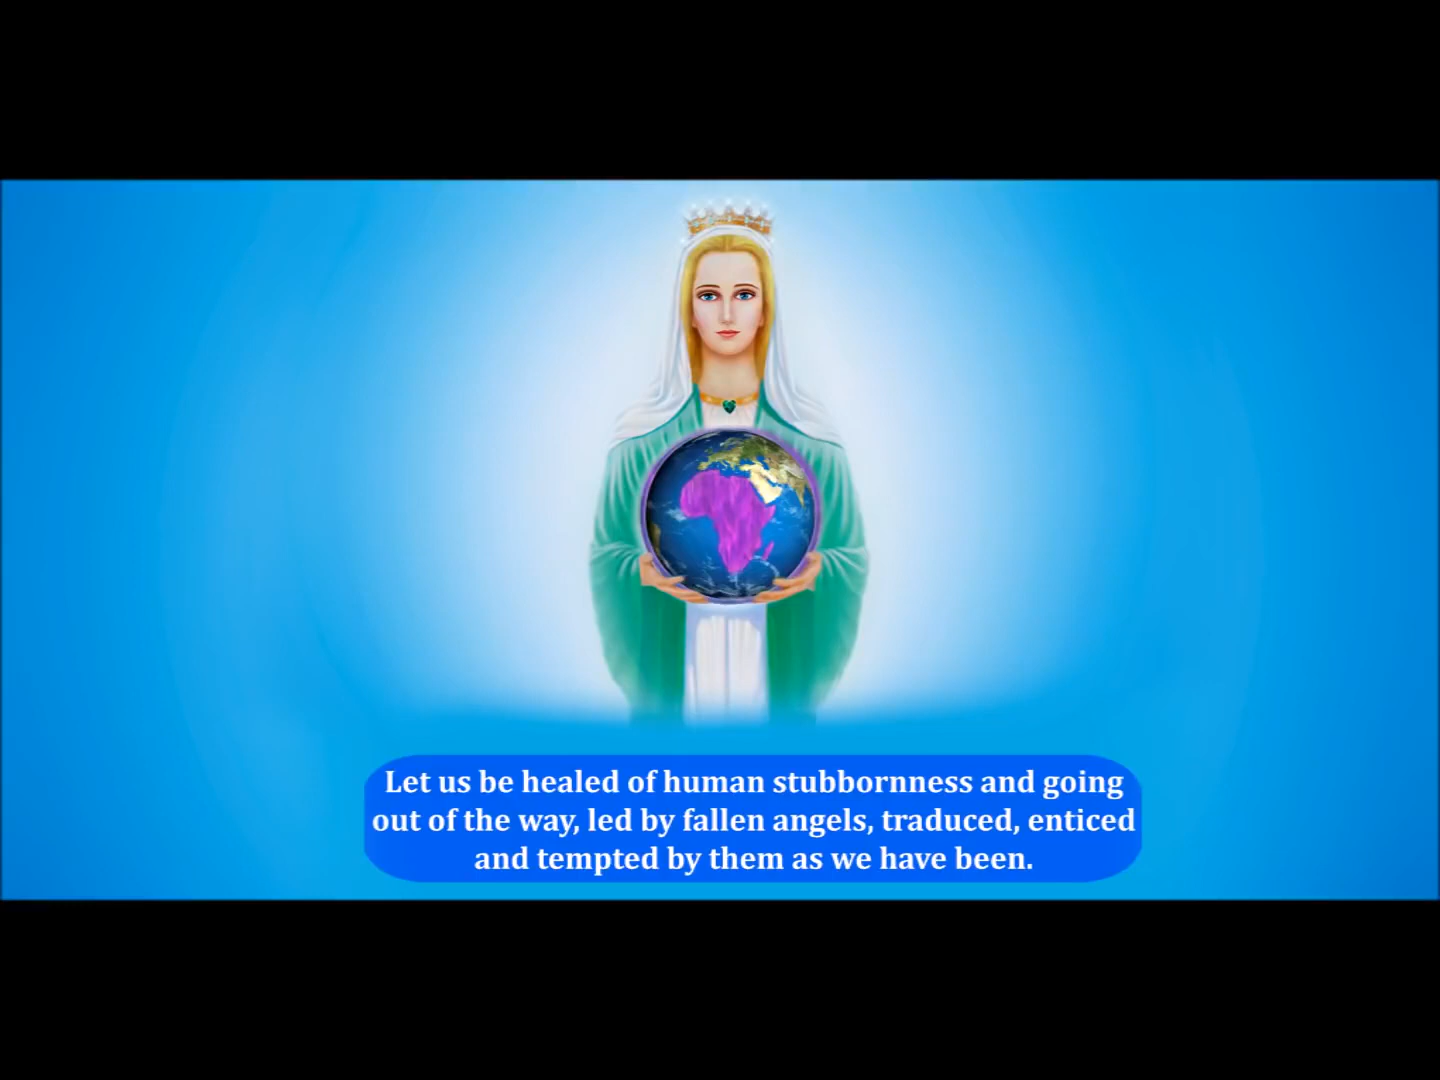 Let us be healed of human stubbornness and going
out of the way, led by fallen angels, traduced, enticed
and tempted by them as we have been.